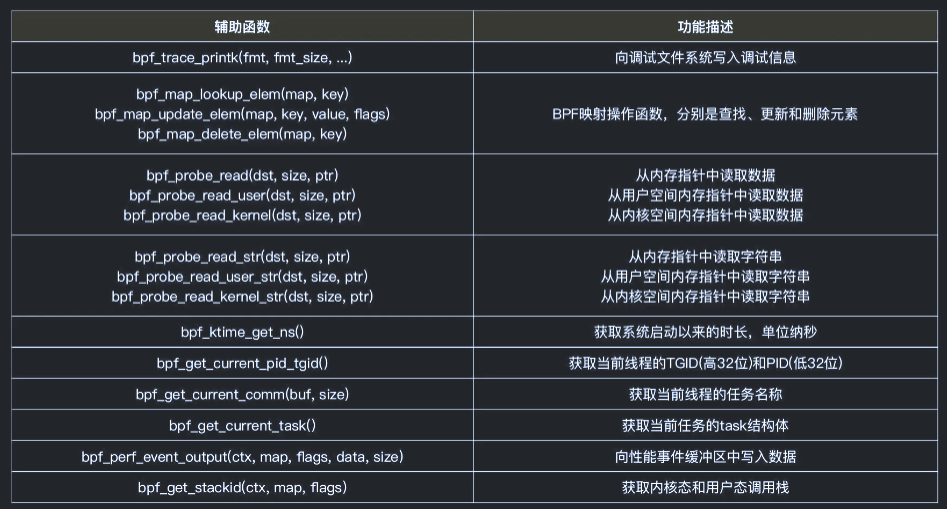 辅助函数
功能描述
bpf_trace_printk(fmt, fmt_size, ...)
向调试文件系统写入调试信息
bpf_map_lookup_elem(map, key)
bpf_map_update_elem(map, key, value, flags)
bpf_map_delete_elem(map, key)
BPF映射操作函数，分别是查找、更新和删除元素
bpf_probe_read(dst, size, ptr)
bpf_probe_read_user(dst, size, ptr)
bpf_probe_read_kernel(dst, size, ptr)
从内存指针中读取数据
从用户空间内存指针中读取数据
从内核空间内存指针中读取数据
bpf_probe_read_str(dst, size, ptr)
bpf_probe_read_user_str(dst, size, ptr)
bpf_probe_read_kernel_str(dst, size, ptr)
从内存指针中读取字符串
从用户空间内存指针中读取字符串
从内核空间内存指针中读取字符串
bpf_ktime_get_ns()
获取系统启动以来的时长，单位纳秒
bpf_get_current_pid_tgid()
获取当前线程的TGID(高32位)和PID(低32位)
bpf_get_current_comm(buf, size)
获取当前线程的任务名称
bpf_get_current_task()
获取当前任务的task结构体
bpf_perf_event_output(ctx, map, flags, data, size)
向性能事件缓冲区中写入数据
bpf_get_stackid(ctx, map, flags)
获取内核态和用户态调用栈